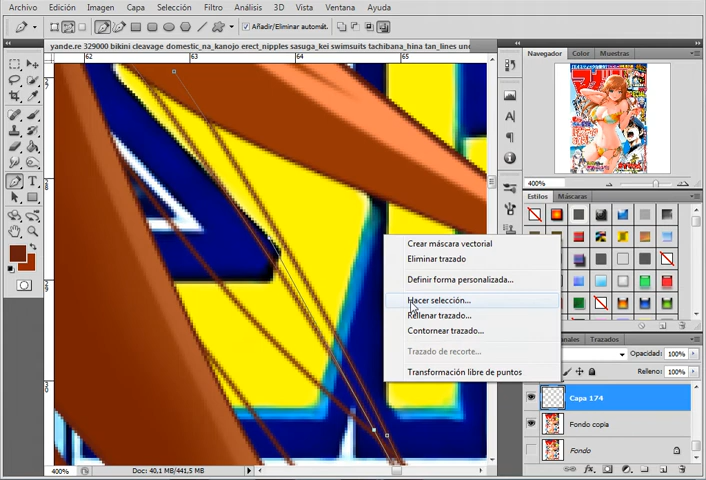 Archivo Edición Imagen Capa Selección Filtro Análisis 3D Vista Ventana Ayuda
Añadir/Eliminar automát.
yande.re 329000 bikini cleavage domestic_na_kanojo erect_nipples sasuga_kei swimsuits tachibana_hina tan_lines und
62 63 64 65
Navegador Color Muestras
400%
Estilos Máscaras
Crear máscara vectorial
Eliminar trazado
Definir forma personalizada...
Hacer selección...
Rellenar trazado...
Contornear trazado...
Trazado de recorte...
Transformación libre de puntos
anales Trazados
Opacidad: 100%
Relleno: 100%
Capa 174
Fondo copia
Fondo
400% Doc: 40,1 MB/441,5 MB